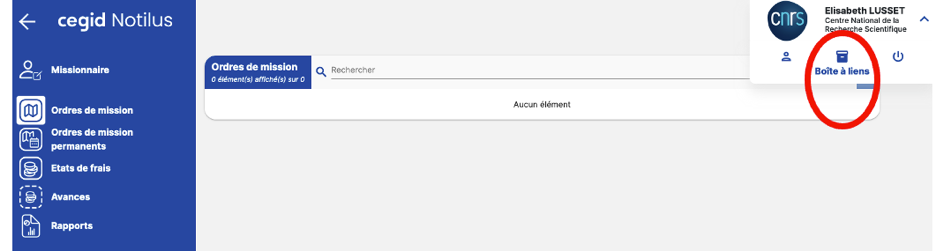 cegid Notilus
Missionnaire
Ordres de mission
Ordres de mission
permanents
Etats de frais
Avances
Rapports
Ordres de mission
0 élément(s) affiché(s) sur 0
Rechercher
Aucun élément
cnrs
Elisabeth LUSSET
Centre National de la
Recherche Scientifique
Boîte à liens